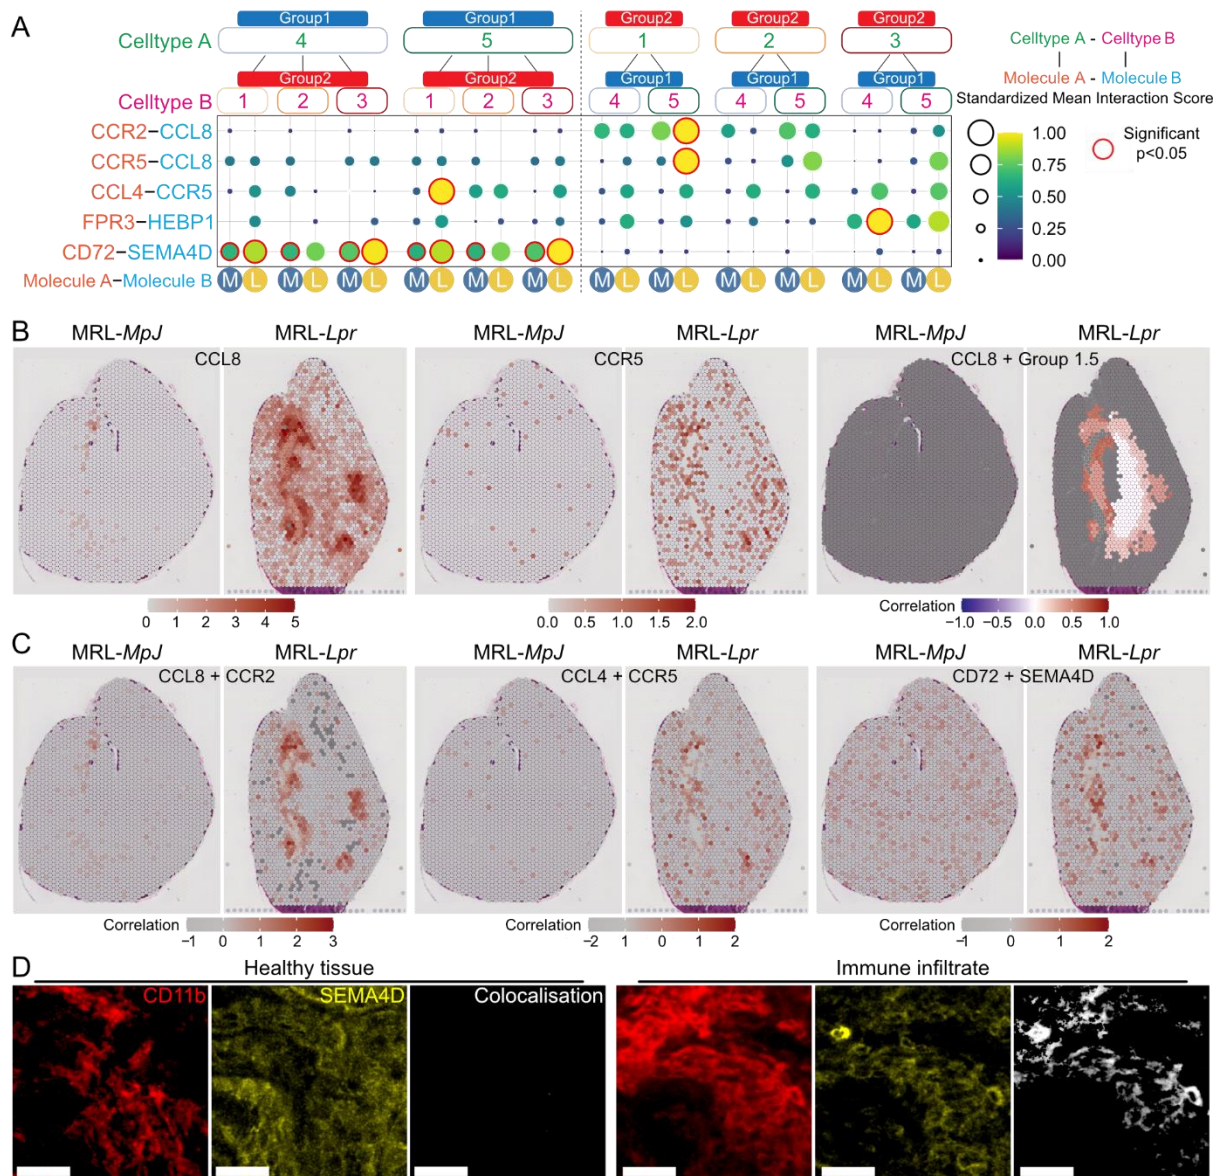 A
Group1 Group1 Group2 Group2 Group2
Celltype A 4 5 1 2 3
Group2 Group2 Group1 Group1 Group1
Celltype B 1 2 3 1 2 3 4 5 4 5 4 5
CCR2–CCL8
CCR5–CCL8
CCL4–CCR5
FPR3–HEBP1
CD72–SEMA4D
Molecule A–Molecule B M L M L M L M L M L M L M L M L M L M L M L M L
Celltype A - Celltype B
Molecule A - Molecule B
Standardized Mean Interaction Score
1.00
0.75
0.50
0.25
0.00
Significant
p<0.05
B
MRL-MpJ MRL-Lpr MRL-MpJ MRL-Lpr MRL-MpJ MRL-Lpr
CCL8 CCR5 CCL8 + Group 1.5
0 1 2 3 4 5
0.0 0.5 1.0 1.5 2.0
Correlation
-1.0 -0.5 0.0 0.5 1.0
C
MRL-MpJ MRL-Lpr MRL-MpJ MRL-Lpr MRL-MpJ MRL-Lpr
CCL8 + CCR2 CCL4 + CCR5 CD72 + SEMA4D
Correlation
−1 0 1 2 3
Correlation
−2 1 0 1 2
Correlation
−1 0 1 2
D
Healthy tissue Immune infiltrate
CD11b SEMA4D Colocalisation